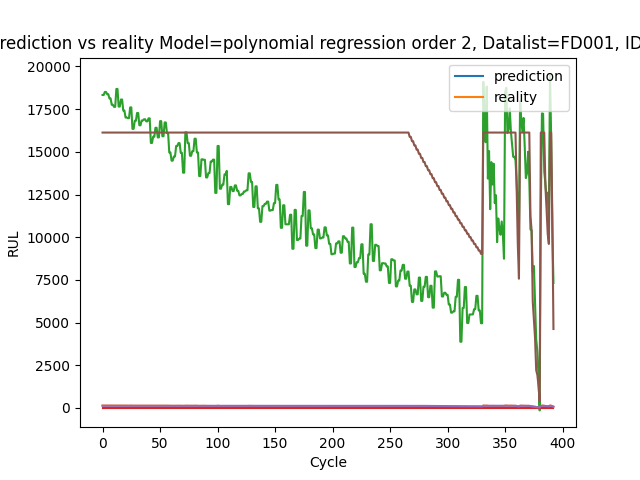 rediction vs reality Model=polynomial regression order 2, Datalist=FD001, ID
20000
17500
15000
12500
10000
7500
5000
2500
0
RUL
prediction
reality
0 50 100 150 200 250 300 350 400
Cycle